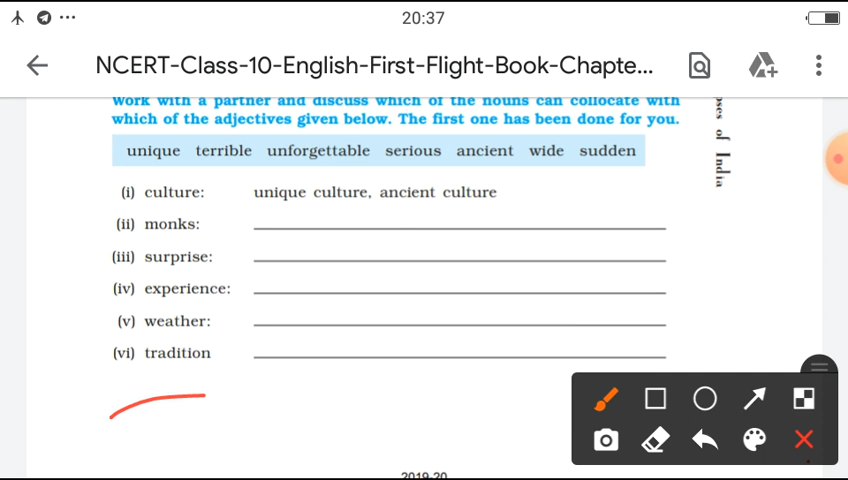 20:37
NCERT-Class-10-English-First-Flight-Book-Chapte...
Work with a partner and discuss which of the nouns can collocate with
which of the adjectives given below. The first one has been done for you.
unique terrible unforgettable serious ancient wide sudden
(i) culture: unique culture, ancient culture
(ii) monks:
(iii) surprise:
(iv) experience:
(v) weather:
(vi) tradition
of India
2019-20